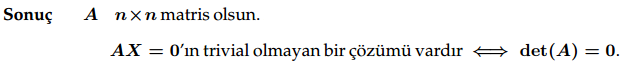 Sonuç A n×n matris olsun.
AX = 0'ın trivial olmayan bir çözümü vardır ⟺ det(A) = 0.